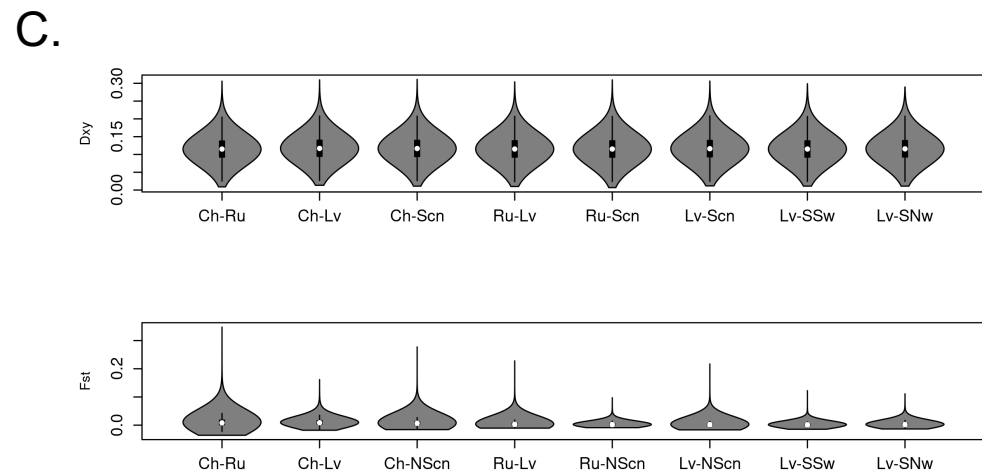 C.
Dxy
0.30
0.15
0.00
Ch-Ru Ch-Lv Ch-Scn Ru-Lv Ru-Scn Lv-Scn Lv-SSw Lv-SNw
Fst
0.2
0.0
Ch-Ru Ch-Lv Ch-NScn Ru-Lv Ru-NScn Lv-NScn Lv-SSw Lv-SNw